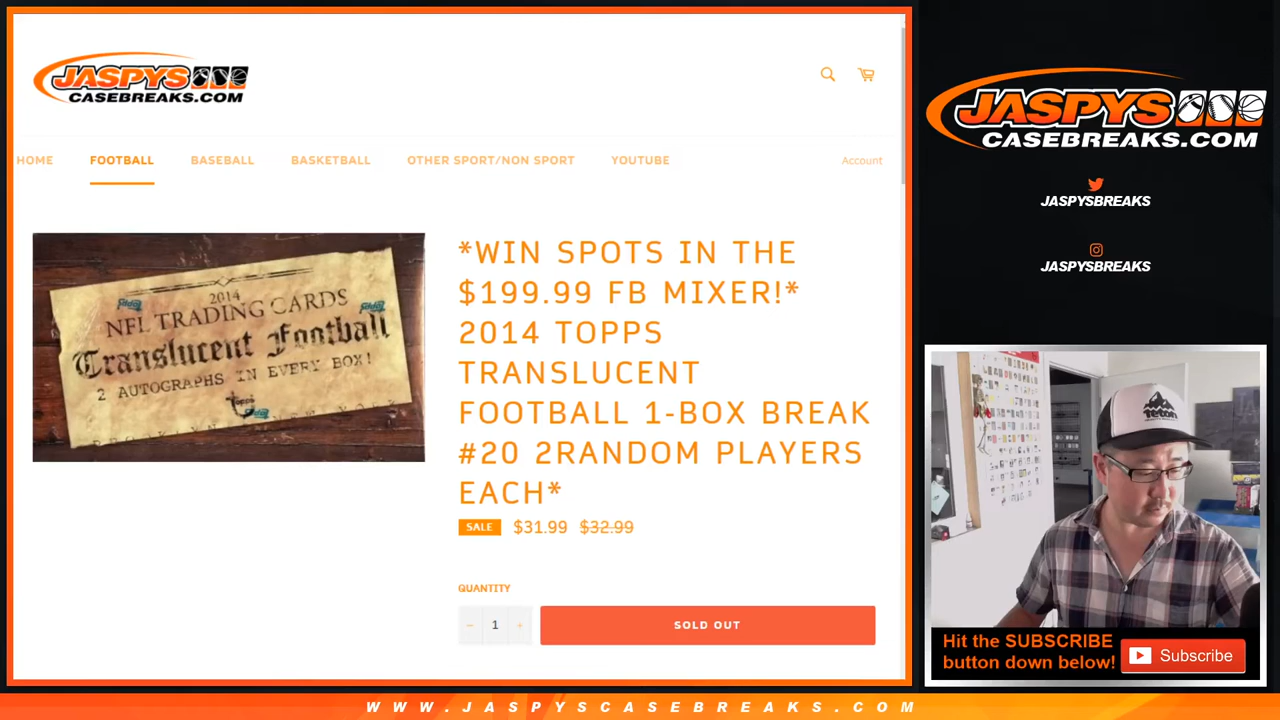 JASPYS
CASEBREAKS.COM
HOME
FOOTBALL
BASEBALL
BASKETBALL
OTHER SPORT/NON SPORT
YOUTUBE
Account
2014
NFL TRADING CARDS
Translucent Football
2 AUTOGRAPHS IN EVERY BOX!
*WIN SPOTS IN THE
$199.99 FB MIXER!*
2014 TOPPS
TRANSLUCENT
FOOTBALL 1-BOX BREAK
#20 2RANDOM PLAYERS
EACH*
SALE $31.99 $32.99
QUANTITY
− 1 +
SOLD OUT
JASPYS
CASEBREAKS.COM
JASPYSBREAKS
JASPYSBREAKS
Teton
Hit the SUBSCRIBE
button down below!
Subscribe
WWW.JASPYSCASEBREAKS.COM